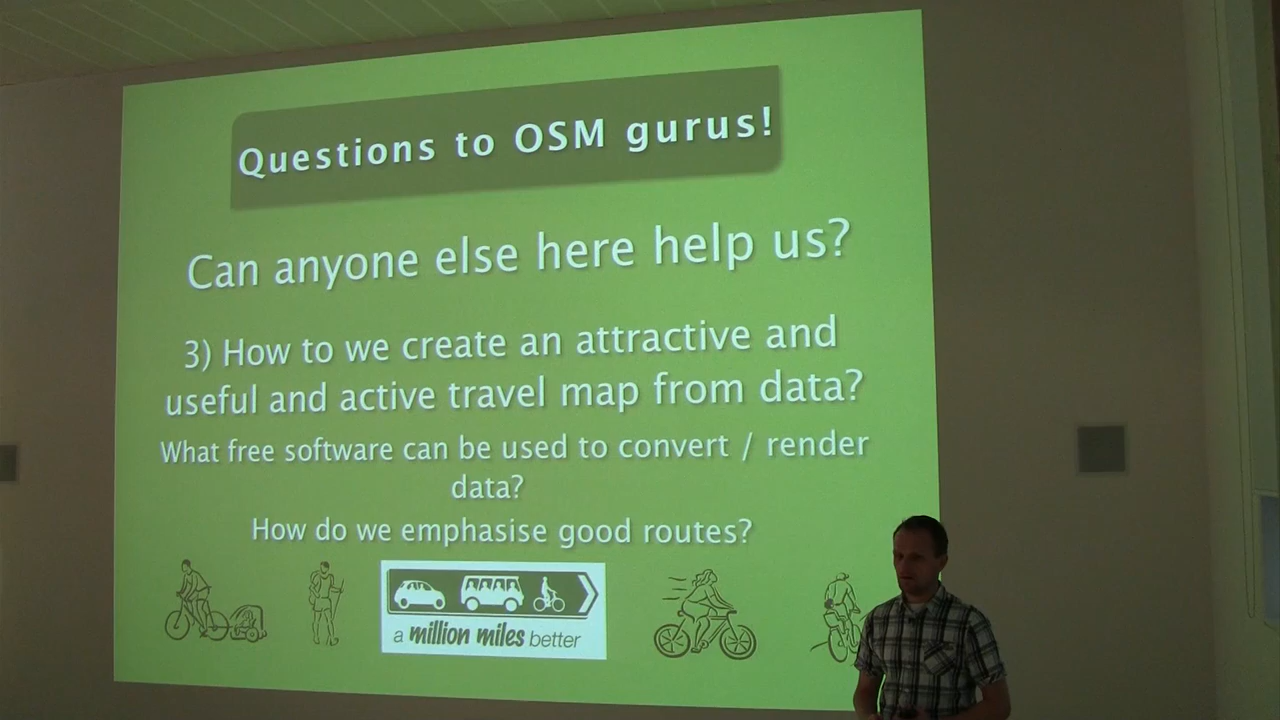 Questions to OSM gurus!
Can anyone else here help us?
3) How to we create an attractive and
useful and active travel map from data?
What free software can be used to convert / render
data?
How do we emphasise good routes?
a million miles better